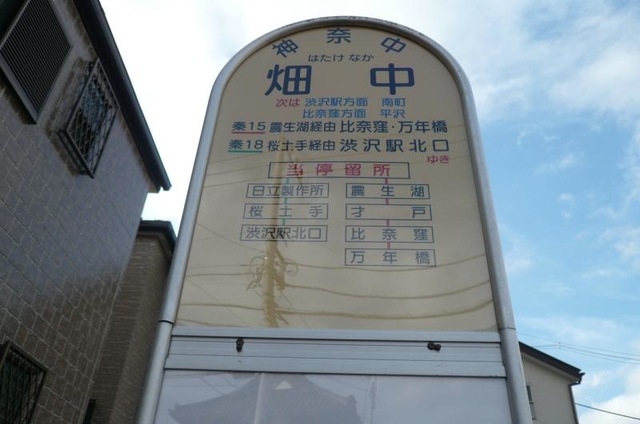 神奈中
はたけなか
畑中
次は 渋沢駅方面 南町
比奈窪方面 平沢
秦15 震生湖経由 比奈窪・万年橋
秦18 桜土手経由 渋沢駅北口
ゆき
当停留所
日立製作所 震生湖
桜土手 才戸
渋沢駅北口 比奈窪
万年橋